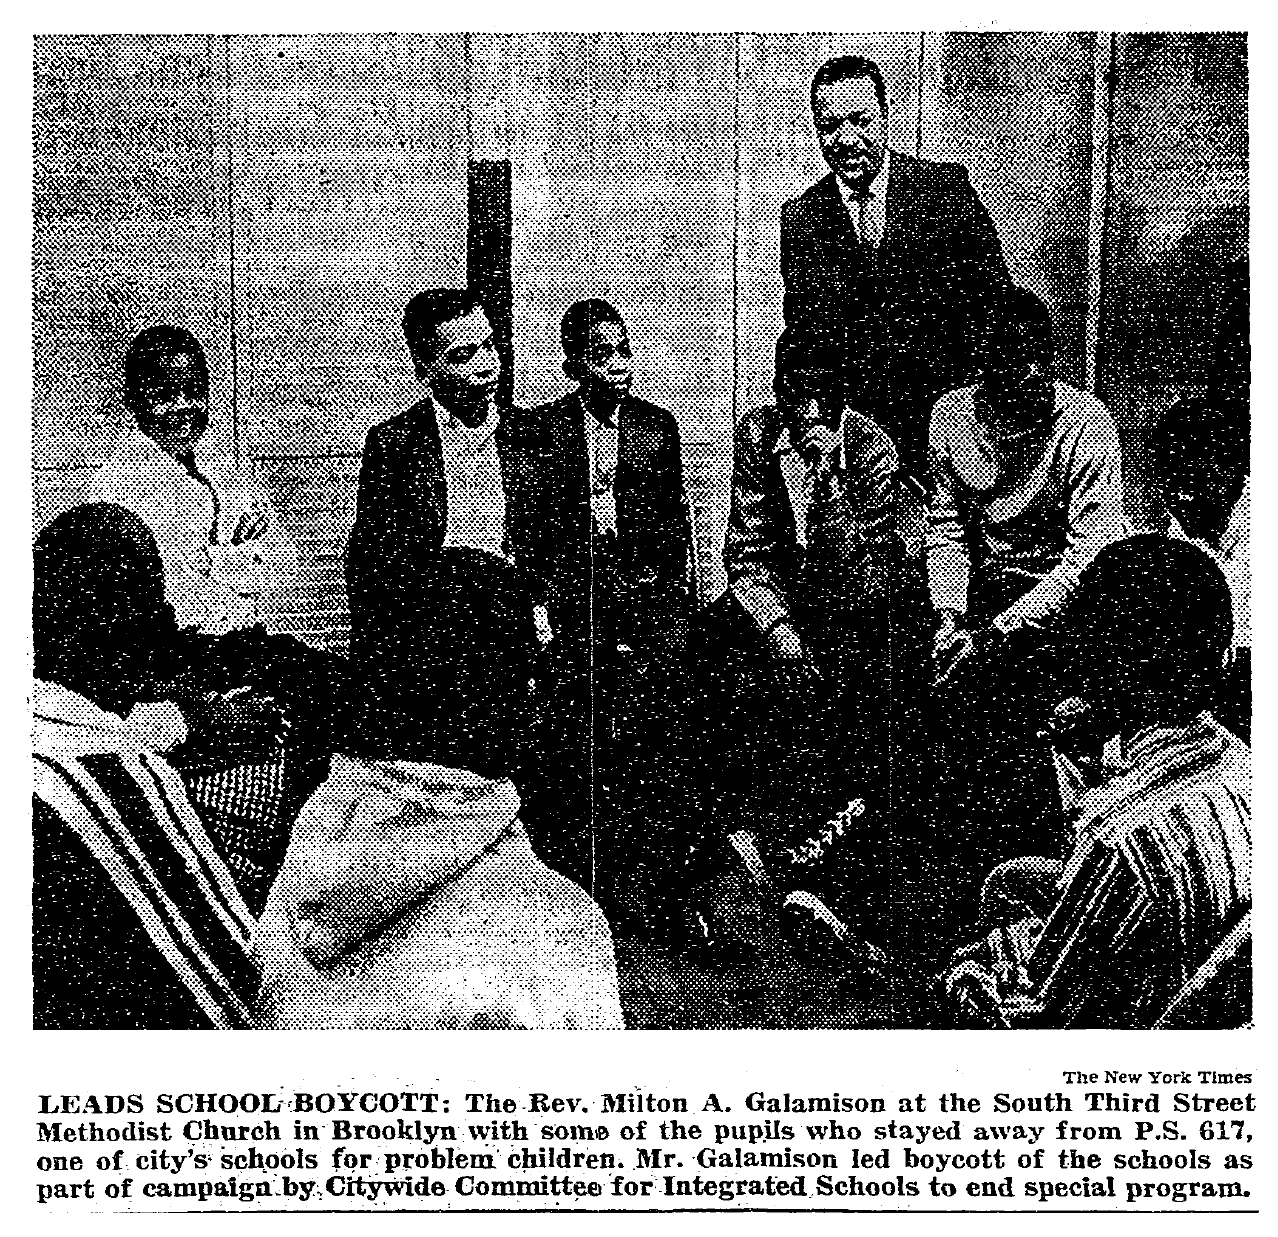 The New York Times
LEADS SCHOOL BOYCOTT: The Rev. Milton A. Galamison at the South Third Street
Methodist Church in Brooklyn with some of the pupils who stayed away from P.S. 617,
one of city's schools for problem children. Mr. Galamison led boycott of the schools as
part of campaign by Citywide Committee for Integrated Schools to end special program.